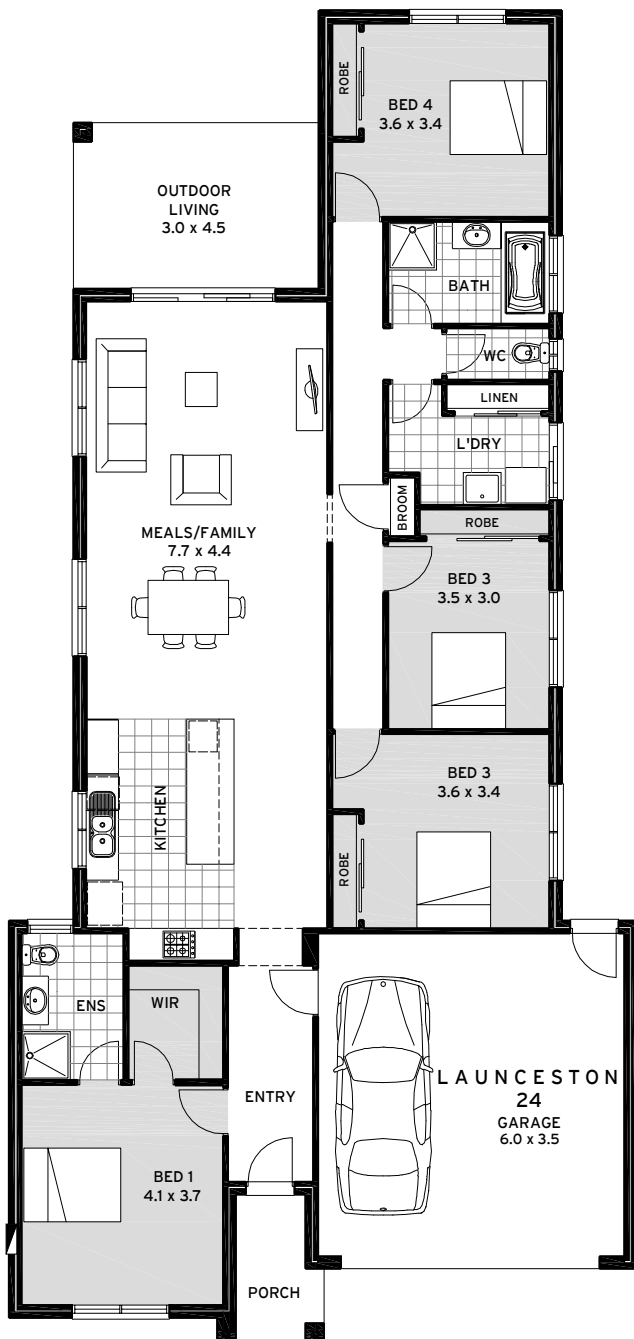 ROBE
BED 4
3.6 x 3.4
OUTDOOR
LIVING
3.0 x 4.5
BATH
WC
LINEN
L'DRY
BROOM
ROBE
MEALS/FAMILY
7.7 x 4.4
BED 3
3.5 x 3.0
KITCHEN
BED 3
3.6 x 3.4
ROBE
ENS
WIR
ENTRY
LAUNCESTON
24
GARAGE
6.0 x 3.5
BED 1
4.1 x 3.7
PORCH